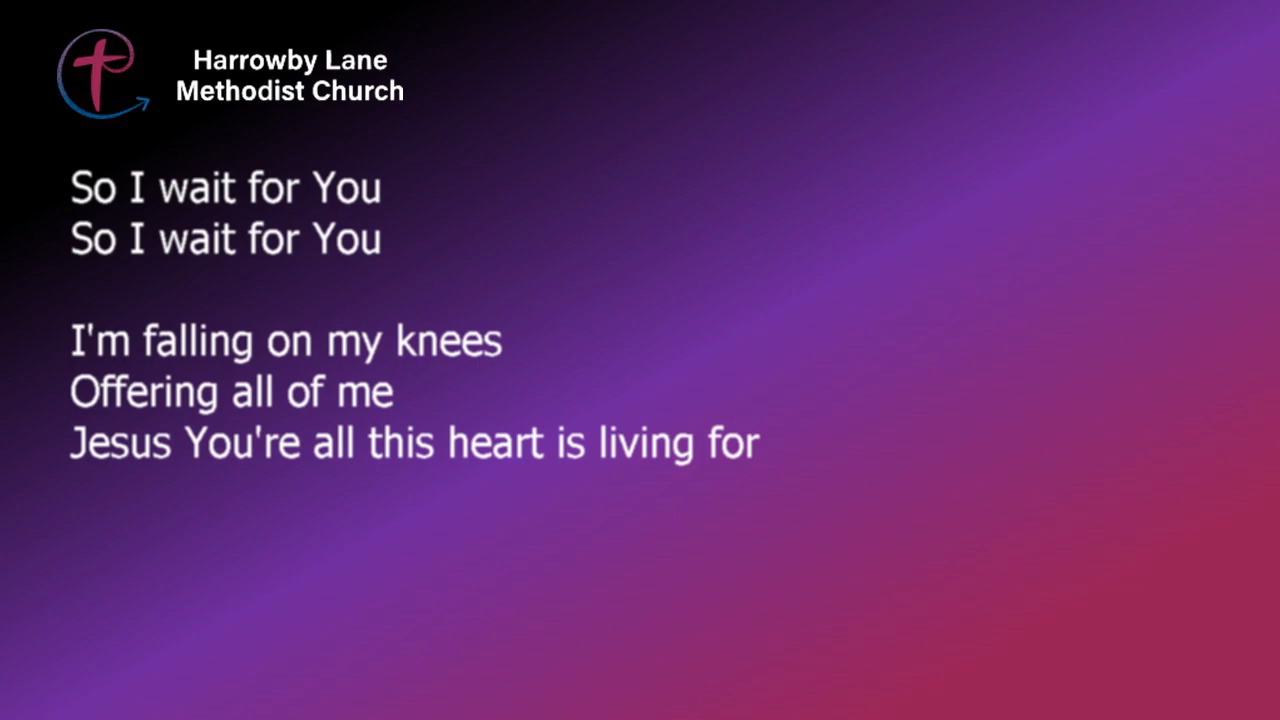 Harrowby Lane
Methodist Church
So I wait for You
So I wait for You
I'm falling on my knees
Offering all of me
Jesus You're all this heart is living for